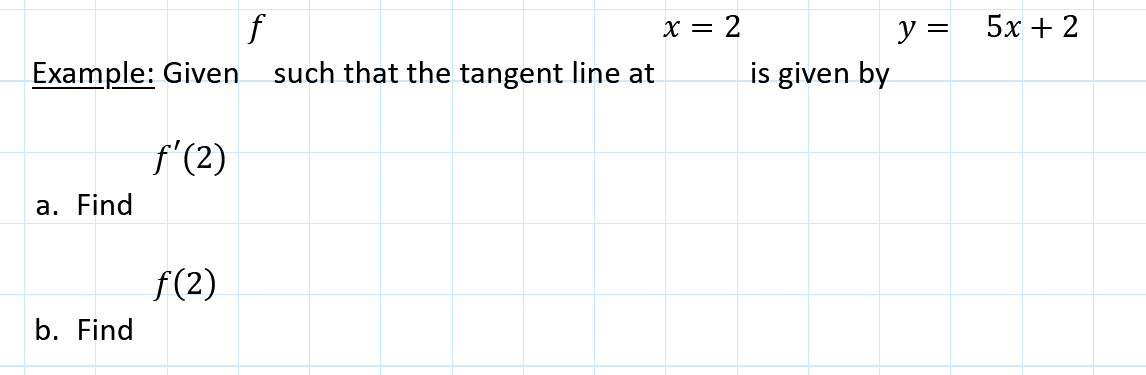 Example: Given f such that the tangent line at x = 2 is given by y = 5x + 2
a. Find f′(2)
b. Find f(2)